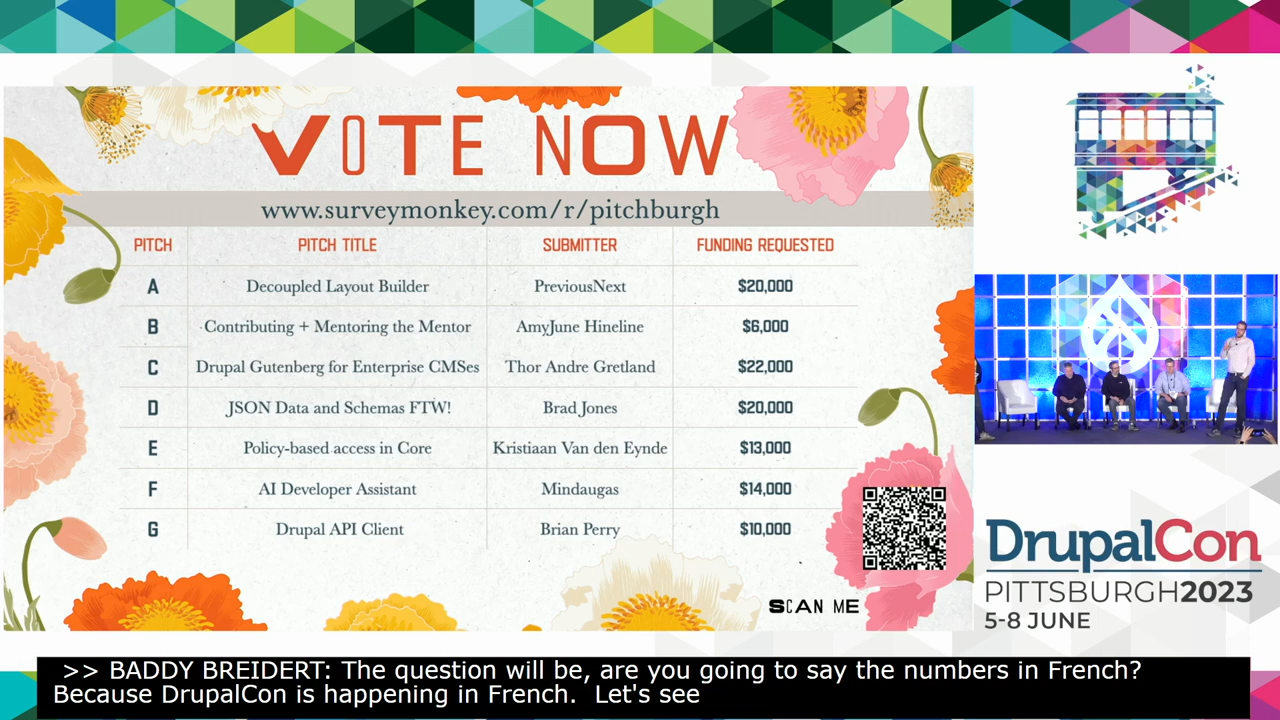 VOTE NOW
www.surveymonkey.com/r/pitchburgh
PITCH PITCH TITLE SUBMITTER FUNDING REQUESTED
A Decoupled Layout Builder PreviousNext $20,000
B Contributing + Mentoring the Mentor AmyJune Hineline $6,000
C Drupal Gutenberg for Enterprise CMSes Thor Andre Gretland $22,000
D JSON Data and Schemas FTW! Brad Jones $20,000
E Policy-based access in Core Kristiaan Van den Eynde $13,000
F AI Developer Assistant Mindaugas $14,000
G Drupal API Client Brian Perry $10,000
SCAN ME
DrupalCon
PITTSBURGH2023
5-8 JUNE
>> BADDY BREIDERT: The question will be, are you going to say the numbers in French?
Because DrupalCon is happening in French. Let's see